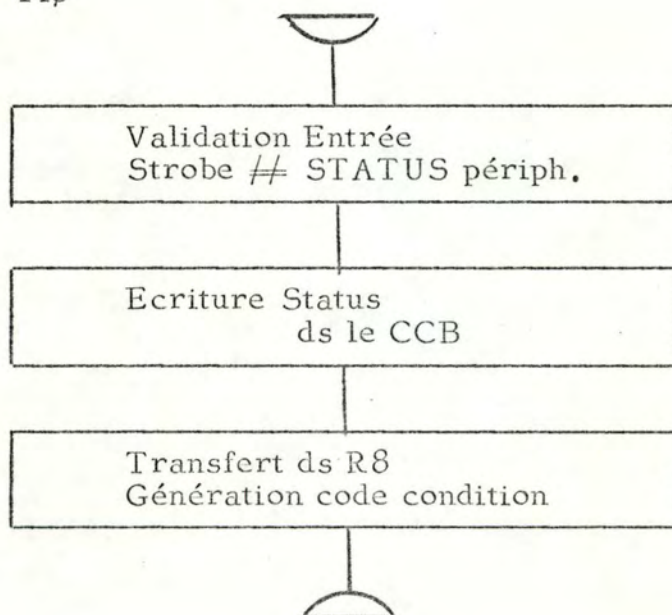 Validation Entrée
Strobe # STATUS périph.
Ecriture Status
ds le CCB
Transfert ds R8
Génération code condition